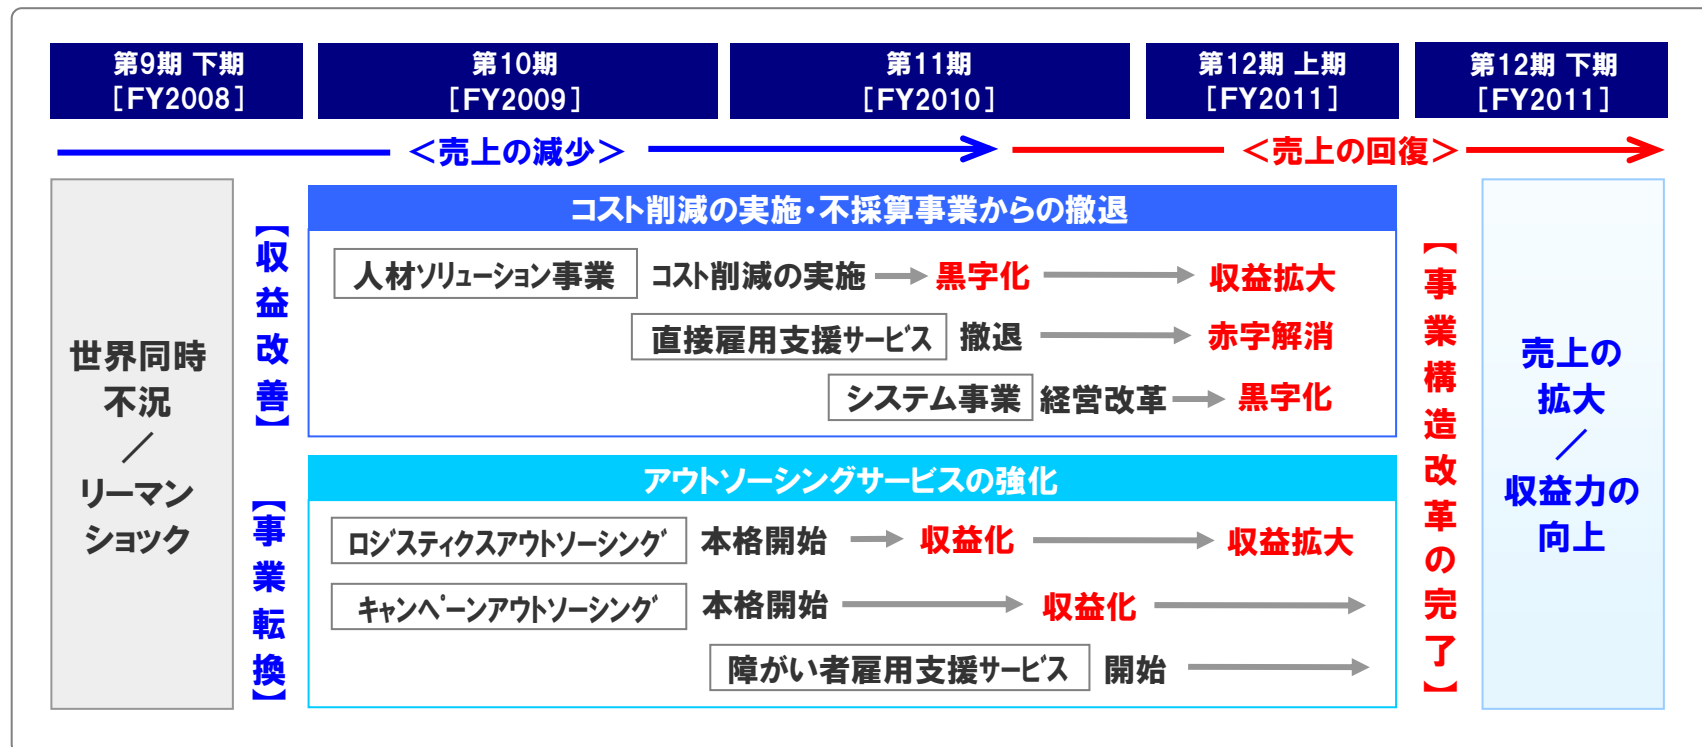 第9期 下期
［FY2008］
第10期
［FY2009］
第11期
［FY2010］
第12期 上期
［FY2011］
第12期 下期
［FY2011］
＜売上の減少＞
＜売上の回復＞
世界同時
不況
／
リーマン
ショック
【収益改善】
コスト削減の実施・不採算事業からの撤退
人材ソリューション事業 コスト削減の実施 黒字化 収益拡大
直接雇用支援サービス 撤退 赤字解消
システム事業 経営改革 黒字化
【事業転換】
アウトソーシングサービスの強化
ロジスティクスアウトソーシング 本格開始 収益化 収益拡大
キャンペーンアウトソーシング 本格開始 収益化
障がい者雇用支援サービス 開始
【事業構造改革の完了】
売上の
拡大
／
収益力の
向上